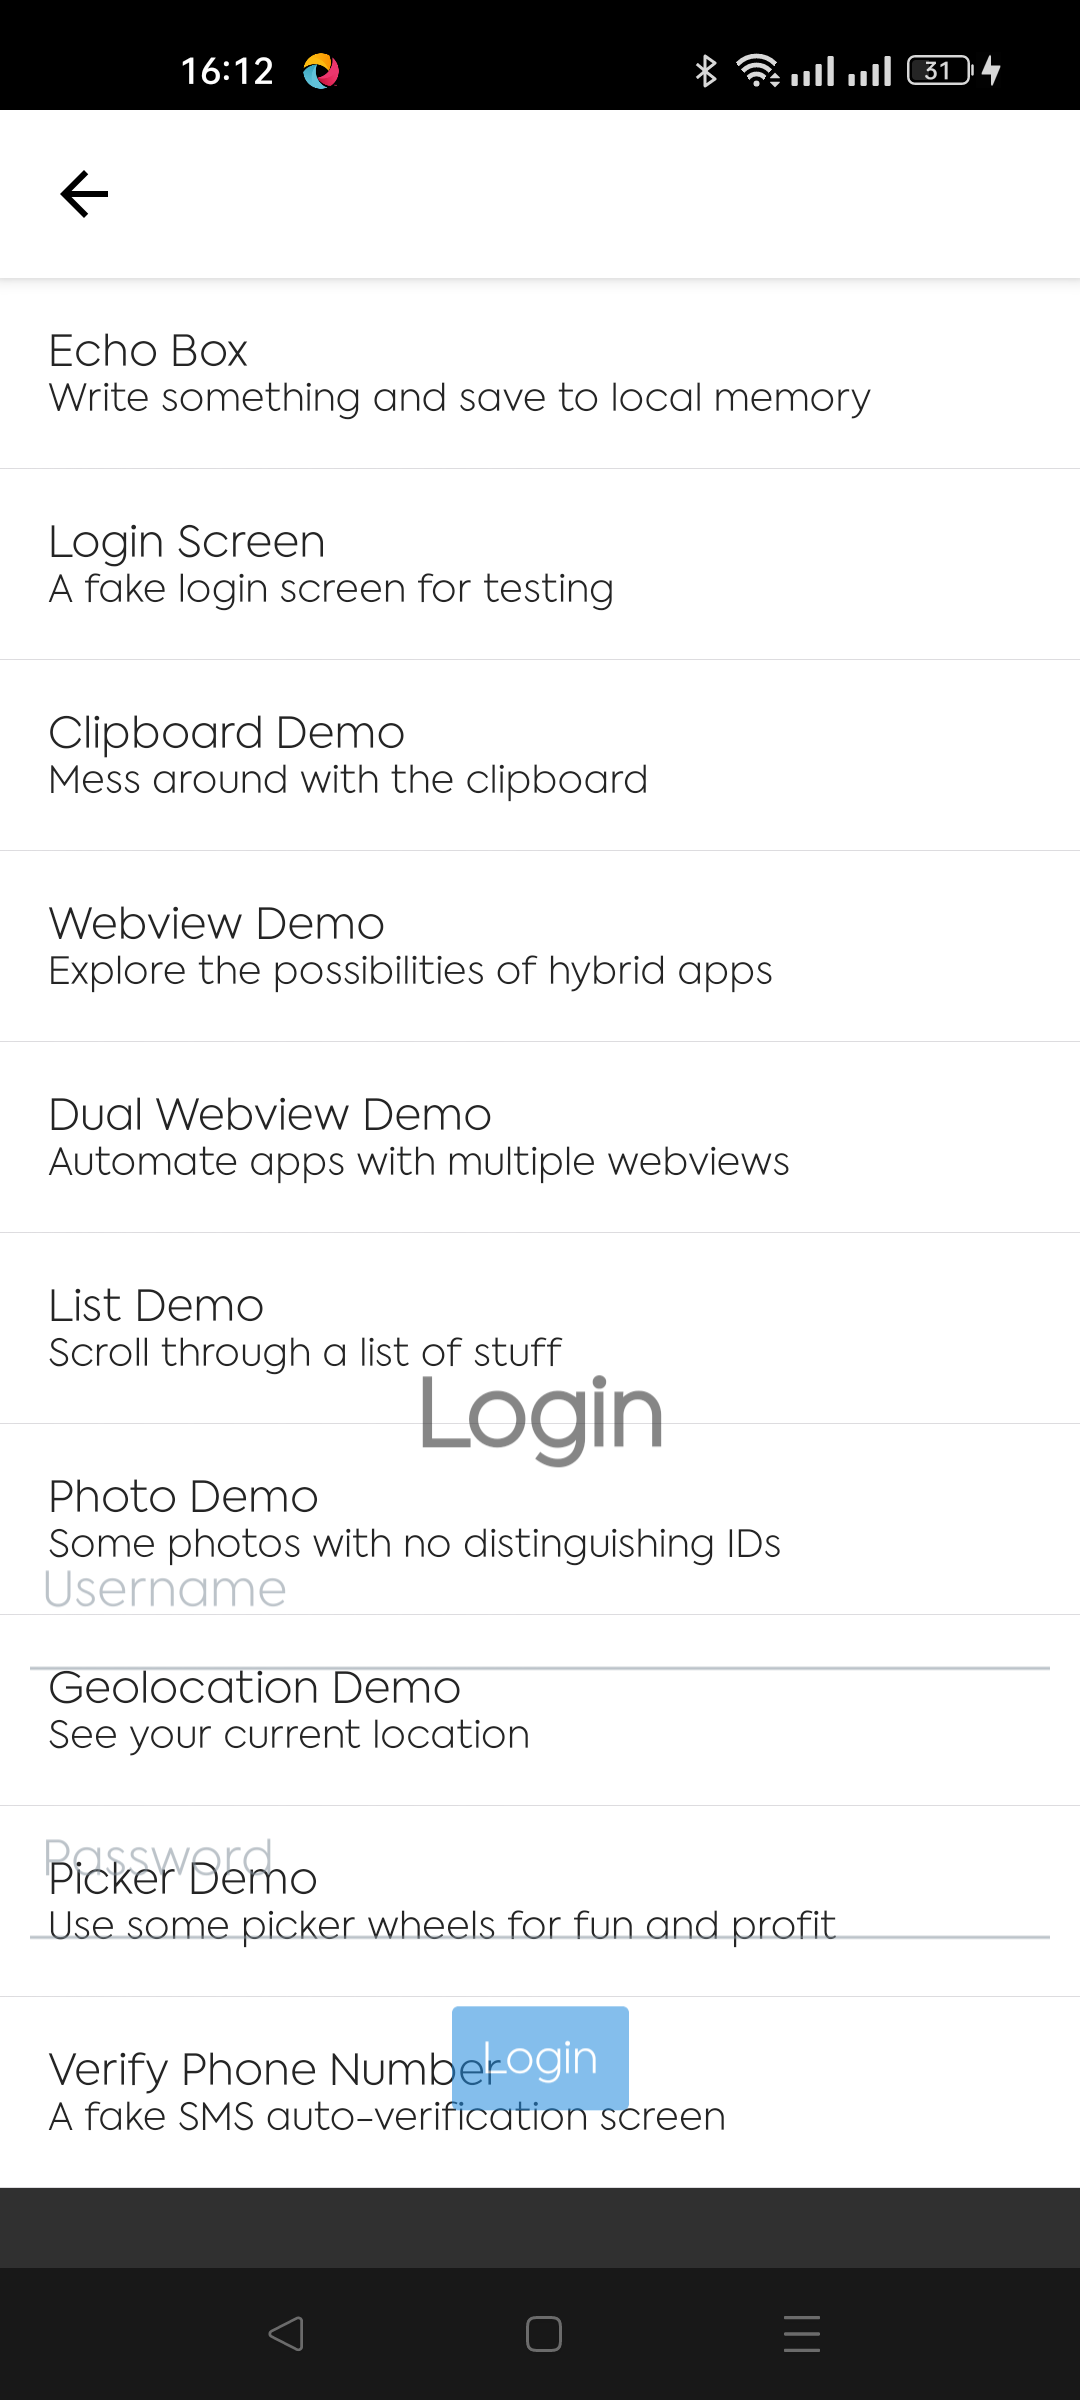 16:12
31
Echo Box
Write something and save to local memory
Login Screen
A fake login screen for testing
Clipboard Demo
Mess around with the clipboard
Webview Demo
Explore the possibilities of hybrid apps
Dual Webview Demo
Automate apps with multiple webviews
List Demo
Scroll through a list of stuff
Login
Photo Demo
Some photos with no distinguishing IDs
Username
Geolocation Demo
See your current location
Password
Picker Demo
Use some picker wheels for fun and profit
Login
Verify Phone Number
A fake SMS auto-verification screen